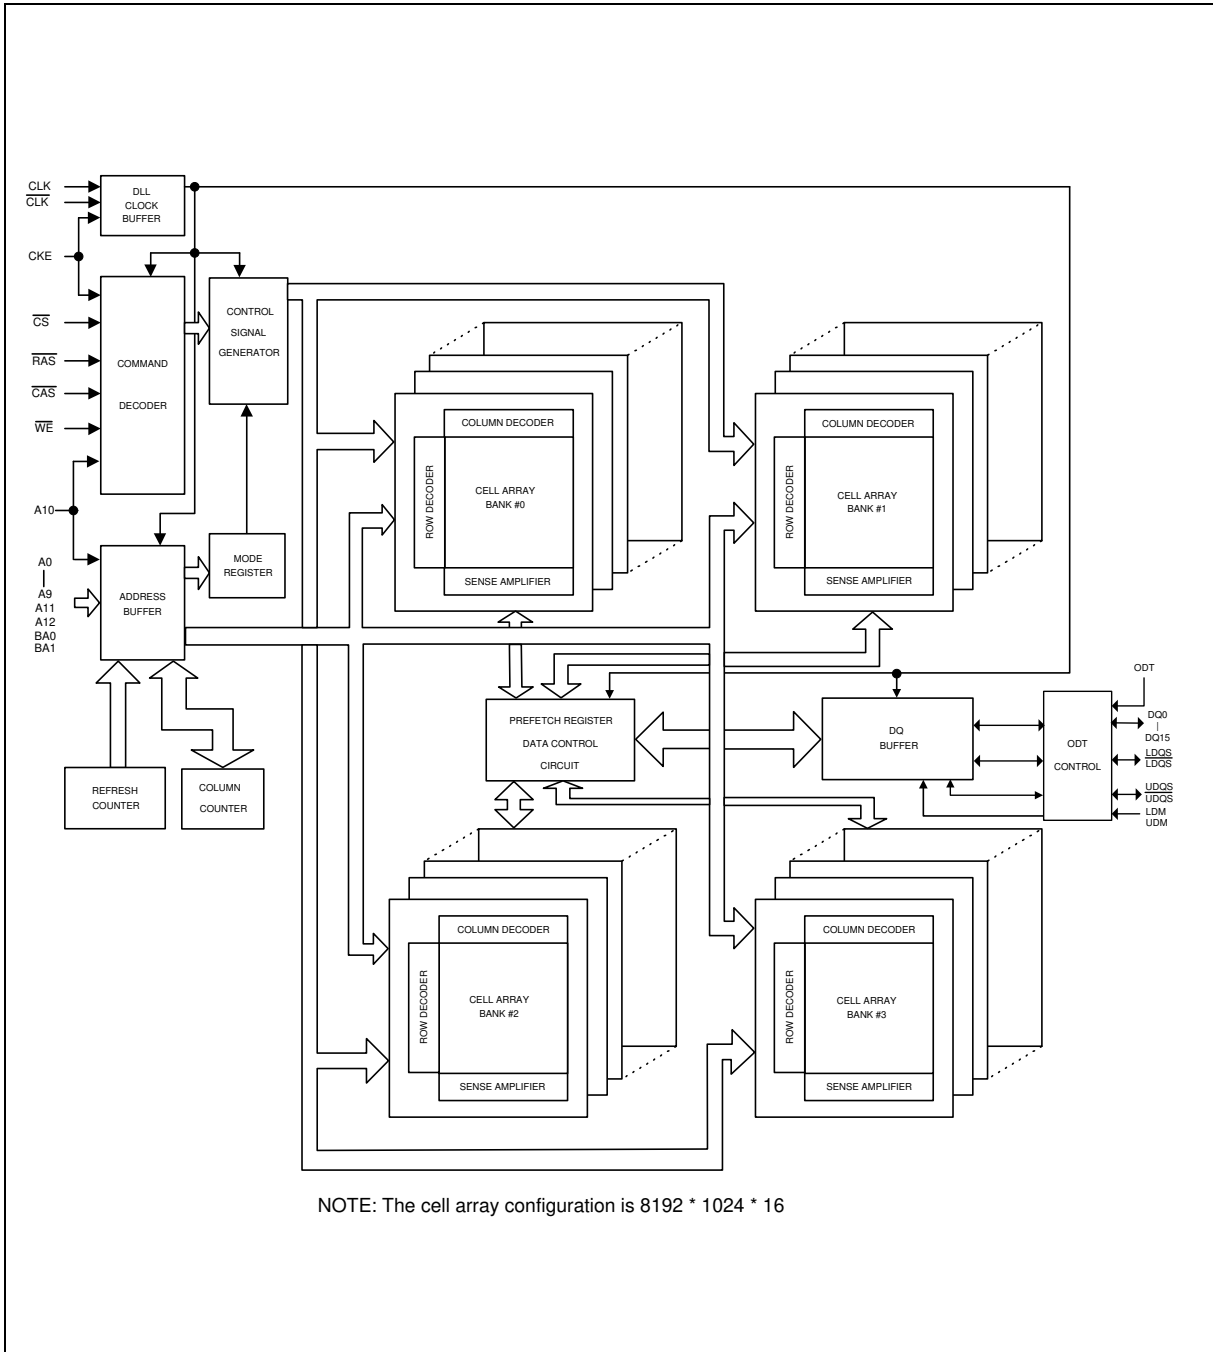 CLK
CLK
CKE
DLL
CLOCK
BUFFER
CS
RAS
CAS
WE
COMMAND
DECODER
CONTROL
SIGNAL
GENERATOR
A10
A0
A9
A11
A12
BA0
BA1
ADDRESS
BUFFER
MODE
REGISTER
REFRESH
COUNTER
COLUMN
COUNTER
COLUMN DECODER
ROW DECODER
CELL ARRAY
BANK #0
SENSE AMPLIFIER
COLUMN DECODER
ROW DECODER
CELL ARRAY
BANK #1
SENSE AMPLIFIER
PREFETCH REGISTER
DATA CONTROL
CIRCUIT
DQ
BUFFER
ODT
CONTROL
ODT
DQ0
DQ15
LDQS
LDQS
UDQS
UDQS
LDM
UDM
COLUMN DECODER
ROW DECODER
CELL ARRAY
BANK #2
SENSE AMPLIFIER
COLUMN DECODER
ROW DECODER
CELL ARRAY
BANK #3
SENSE AMPLIFIER
NOTE: The cell array configuration is 8192 * 1024 * 16